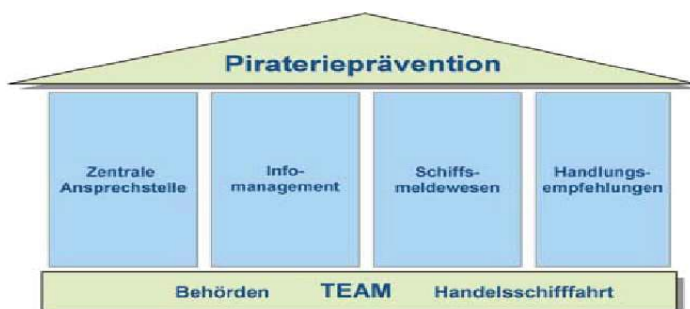 Piraterieprävention
Zentrale
Ansprechstelle
Info-
management
Schiffs-
meldewesen
Handlungs-
empfehlungen
Behörden TEAM Handelsschifffahrt